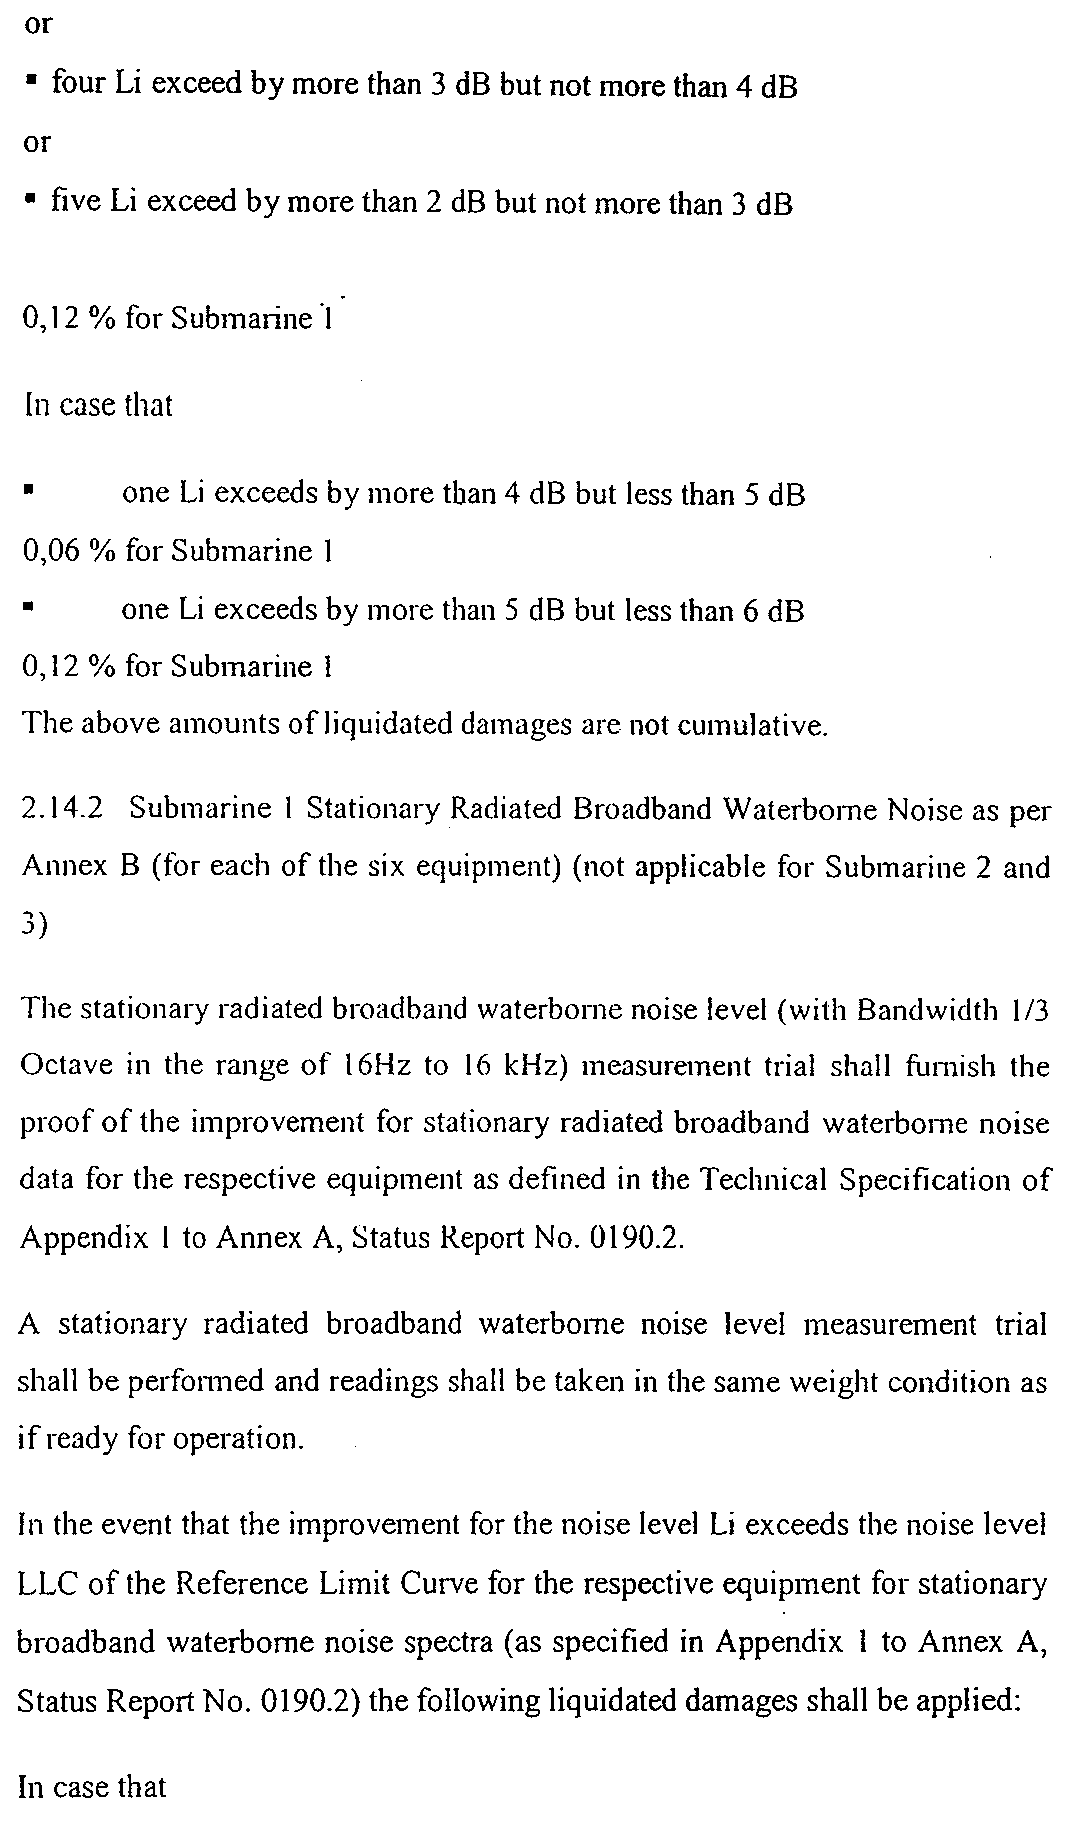 or
▪ four Li exceed by more than 3 dB but not more than 4 dB
or
▪ five Li exceed by more than 2 dB but not more than 3 dB
0,12 % for Submarine 1
In case that
▪ one Li exceeds by more than 4 dB but less than 5 dB
0,06 % for Submarine 1
▪ one Li exceeds by more than 5 dB but less than 6 dB
0,12 % for Submarine 1
The above amounts of liquidated damages are not cumulative.
2.14.2 Submarine 1 Stationary Radiated Broadband Waterborne Noise as per
Annex B (for each of the six equipment) (not applicable for Submarine 2 and
3)
The stationary radiated broadband waterborne noise level (with Bandwidth 1/3
Octave in the range of 16Hz to 16 kHz) measurement trial shall furnish the
proof of the improvement for stationary radiated broadband waterborne noise
data for the respective equipment as defined in the Technical Specification of
Appendix 1 to Annex A, Status Report No. 0190.2.
A stationary radiated broadband waterborne noise level measurement trial
shall be performed and readings shall be taken in the same weight condition as
if ready for operation.
In the event that the improvement for the noise level Li exceeds the noise level
LLC of the Reference Limit Curve for the respective equipment for stationary
broadband waterborne noise spectra (as specified in Appendix 1 to Annex A,
Status Report No. 0190.2) the following liquidated damages shall be applied:
In case that